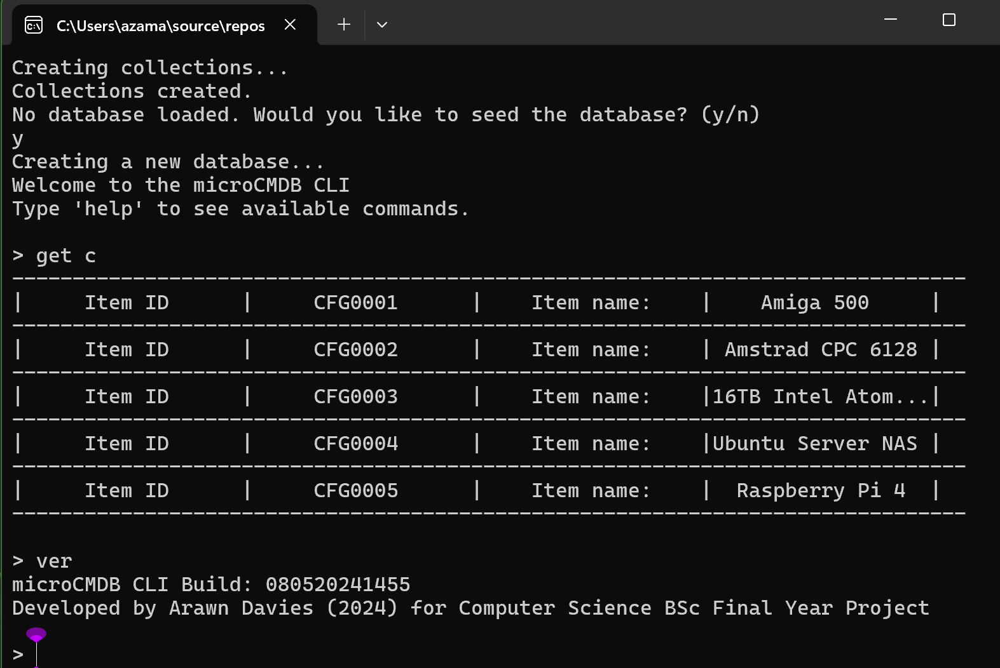 C:\Users\azama\source\repos
Creating collections...
Collections created.
No database loaded. Would you like to seed the database? (y/n)
y
Creating a new database...
Welcome to the microCMDB CLI
Type 'help' to see available commands.
> get c
-------------------------------------------------------------------------------
|     Item ID      |     CFG0001      |    Item name:    |    Amiga 500     |
-------------------------------------------------------------------------------
|     Item ID      |     CFG0002      |    Item name:    | Amstrad CPC 6128 |
-------------------------------------------------------------------------------
|     Item ID      |     CFG0003      |    Item name:    |16TB Intel Atom...|
-------------------------------------------------------------------------------
|     Item ID      |     CFG0004      |    Item name:    |Ubuntu Server NAS |
-------------------------------------------------------------------------------
|     Item ID      |     CFG0005      |    Item name:    |  Raspberry Pi 4  |
-------------------------------------------------------------------------------
> ver
microCMDB CLI Build: 080520241455
Developed by Arawn Davies (2024) for Computer Science BSc Final Year Project
>